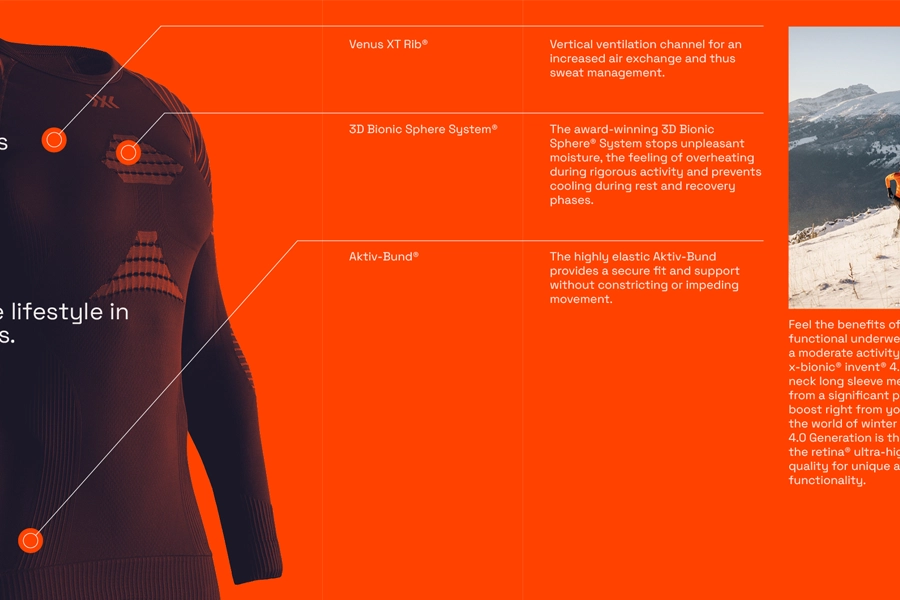 s
e lifestyle in
s.
Venus XT Rib®
Vertical ventilation channel for an
increased air exchange and thus
sweat management.
3D Bionic Sphere System®
The award-winning 3D Bionic
Sphere® System stops unpleasant
moisture, the feeling of overheating
during rigorous activity and prevents
cooling during rest and recovery
phases.
Aktiv-Bund®
The highly elastic Aktiv-Bund
provides a secure fit and support
without constricting or impeding
movement.
Feel the benefits of
functional underwe
a moderate activity
x-bionic® invent® 4.
neck long sleeve me
from a significant p
boost right from yo
the world of winter
4.0 Generation is th
the retina® ultra-hig
quality for unique a
functionality.